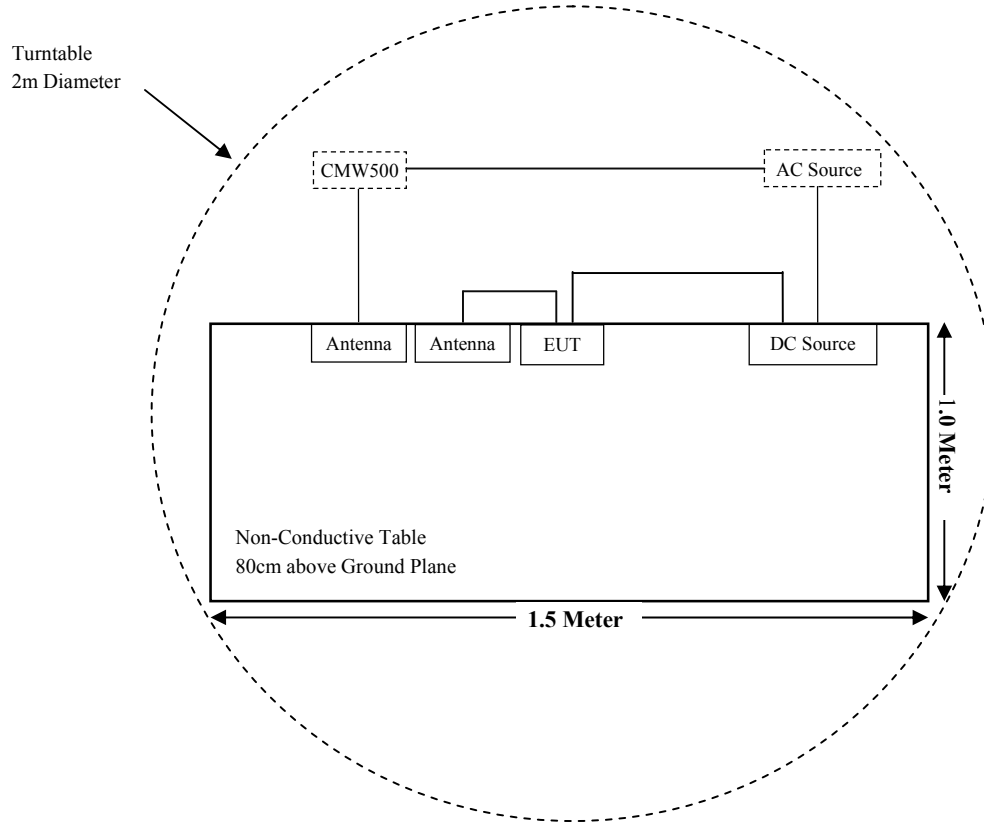 Turntable
2m Diameter
CMW500
AC Source
Antenna
Antenna
EUT
DC Source
1.0 Meter
Non-Conductive Table
80cm above Ground Plane
1.5 Meter